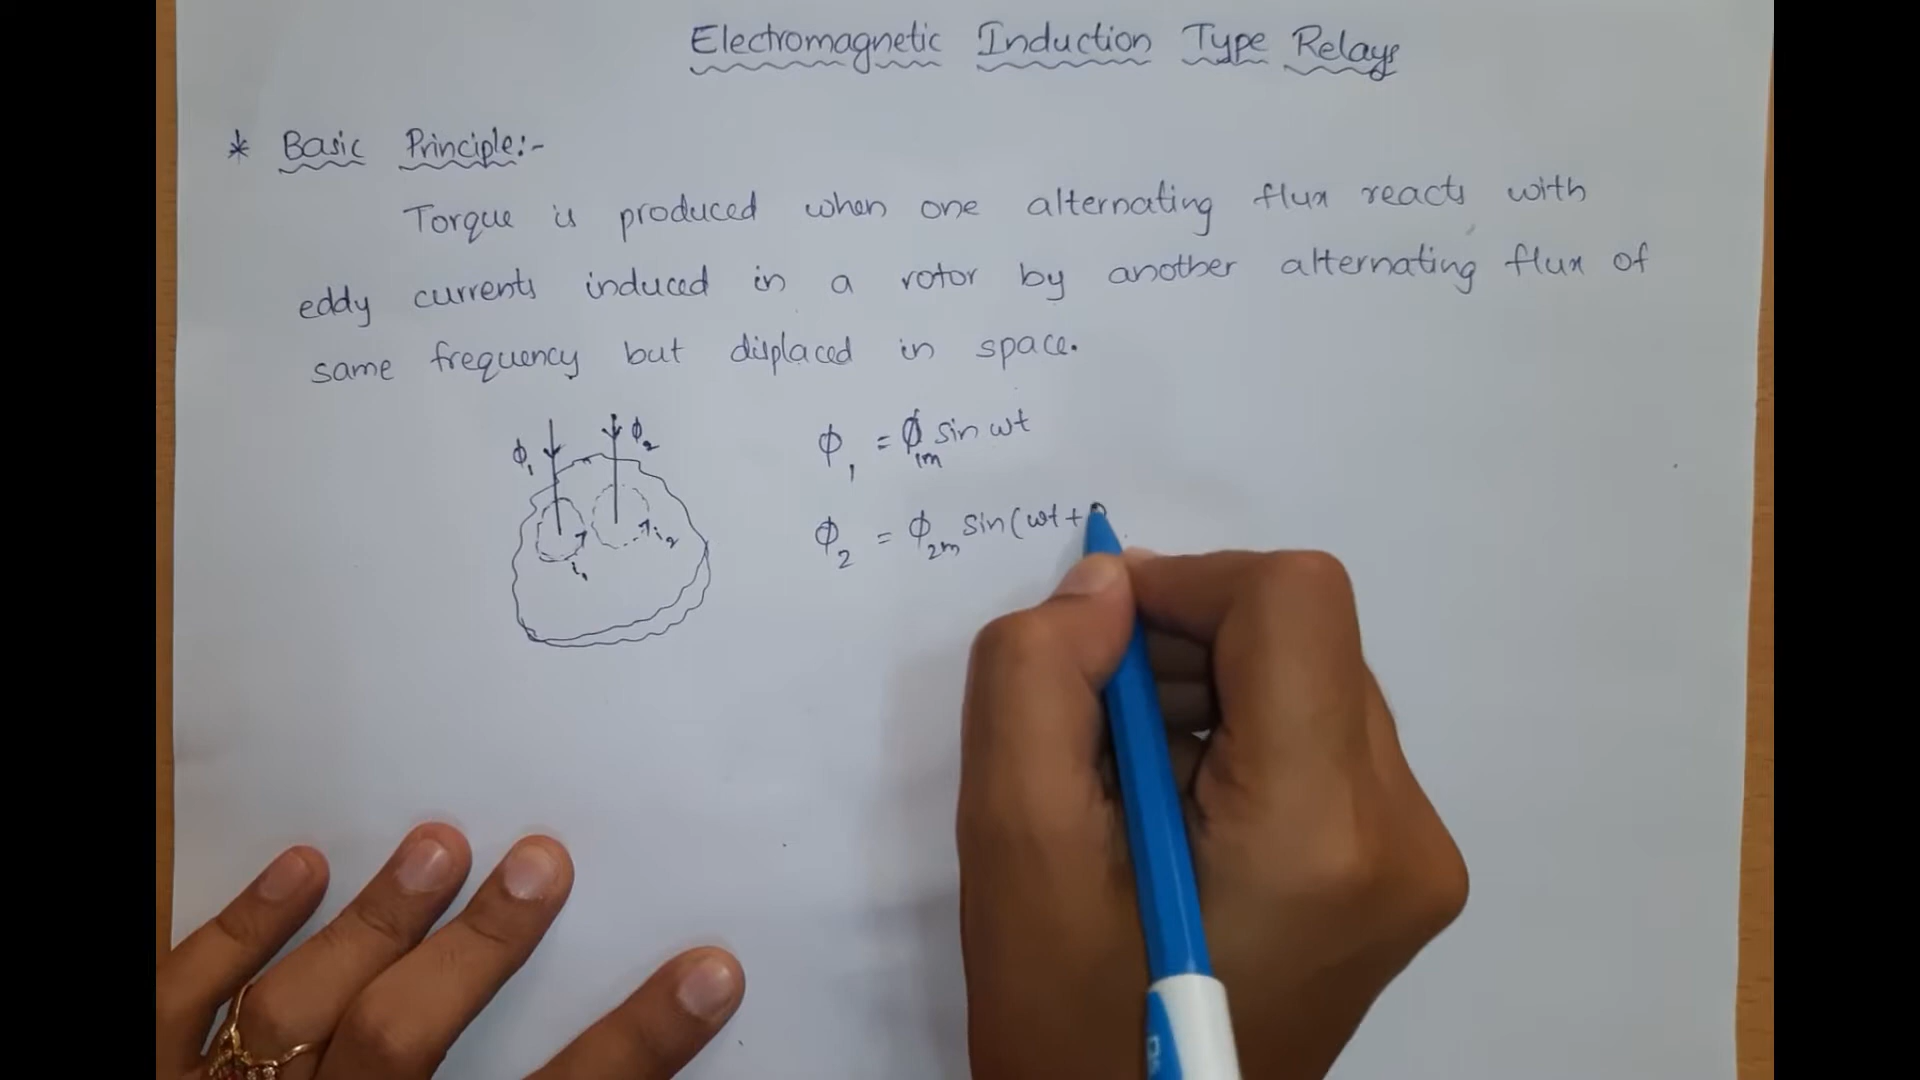 Electromagnetic Induction Type Relays
* Basic Principle:-
Torque is produced when one alternating flux reacts with
eddy currents induced in a rotor by another alternating flux of
same frequency but displaced in space.
ϕ₁ ϕ₂
i₁ i₂
ϕ₁ = ϕ₁m sin ωt
ϕ₂ = ϕ₂m sin(ωt +